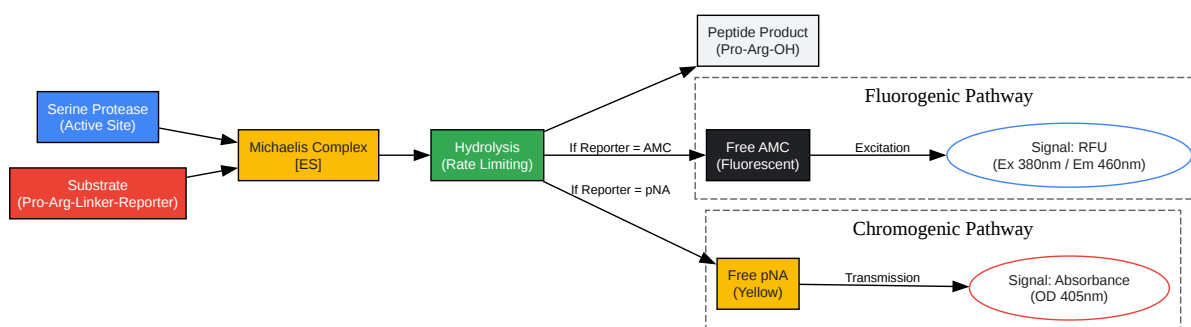 Serine Protease
(Active Site)
Substrate
(Pro-Arg-Linker-Reporter)
Michaelis Complex
[ES]
Hydrolysis
(Rate Limiting)
Peptide Product
(Pro-Arg-OH)
Fluorogenic Pathway
If Reporter = AMC
Free AMC
(Fluorescent)
Excitation
Signal: RFU
(Ex 380nm / Em 460nm)
If Reporter = pNA
Chromogenic Pathway
Free pNA
(Yellow)
Transmission
Signal: Absorbance
(OD 405nm)